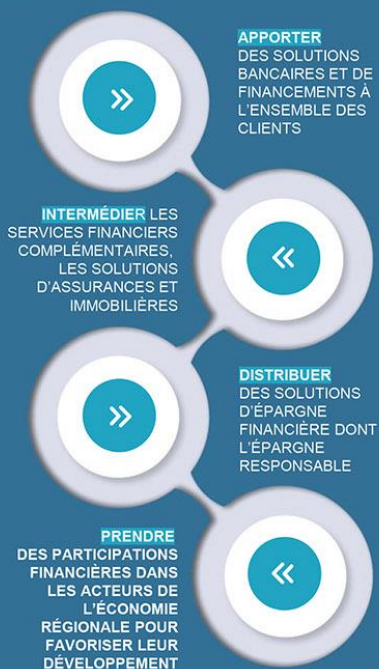 APPORTER
DES SOLUTIONS
BANCAIRES ET DE
FINANCEMENTS À
L'ENSEMBLE DES
CLIENTS
INTERMÉDIER LES
SERVICES FINANCIERS
COMPLÉMENTAIRES,
LES SOLUTIONS
D'ASSURANCES ET
IMMOBILIÈRES
DISTRIBUER
DES SOLUTIONS
D'ÉPARGNE
FINANCIÈRE DONT
L'ÉPARGNE
RESPONSABLE
PRENDRE
DES PARTICIPATIONS
FINANCIÈRES DANS
LES ACTEURS DE
L'ÉCONOMIE
RÉGIONALE POUR
FAVORISER LEUR
DÉVELOPPEMENT